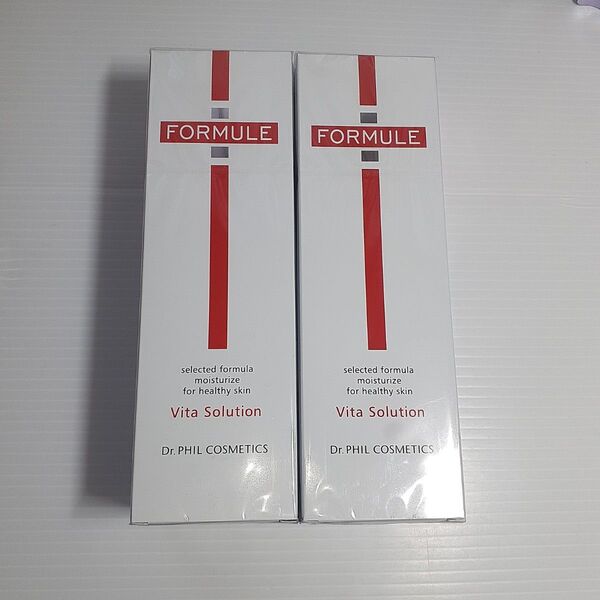 FORMULE
selected formula
moisturize
for healthy skin
Vita Solution
Dr. PHIL COSMETICS
FORMULE
selected formula
moisturize
for healthy skin
Vita Solution
Dr. PHIL COSMETICS